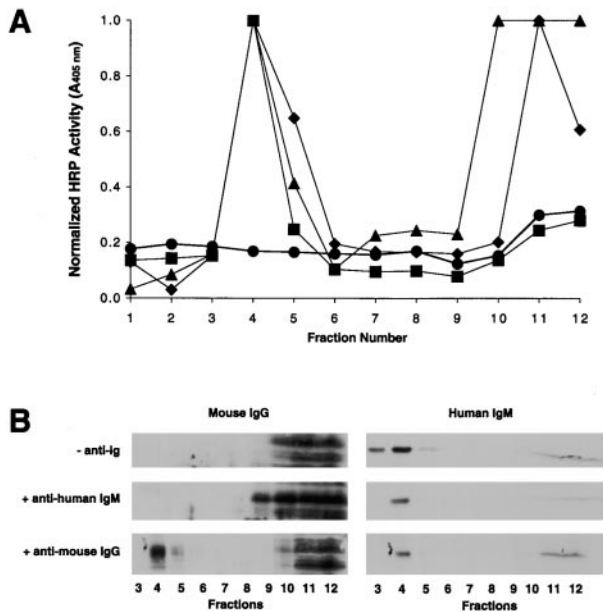 A
Normalized HRP Activity (A405 nm)
1.0
0.8
0.6
0.4
0.2
0.0
1 2 3 4 5 6 7 8 9 10 11 12
Fraction Number
B
Mouse IgG Human IgM
- anti-ig
+ anti-human IgM
+ anti-mouse IgG
3 4 5 6 7 8 9 10 11 12 3 4 5 6 7 8 9 10 11 12
Fractions Fractions